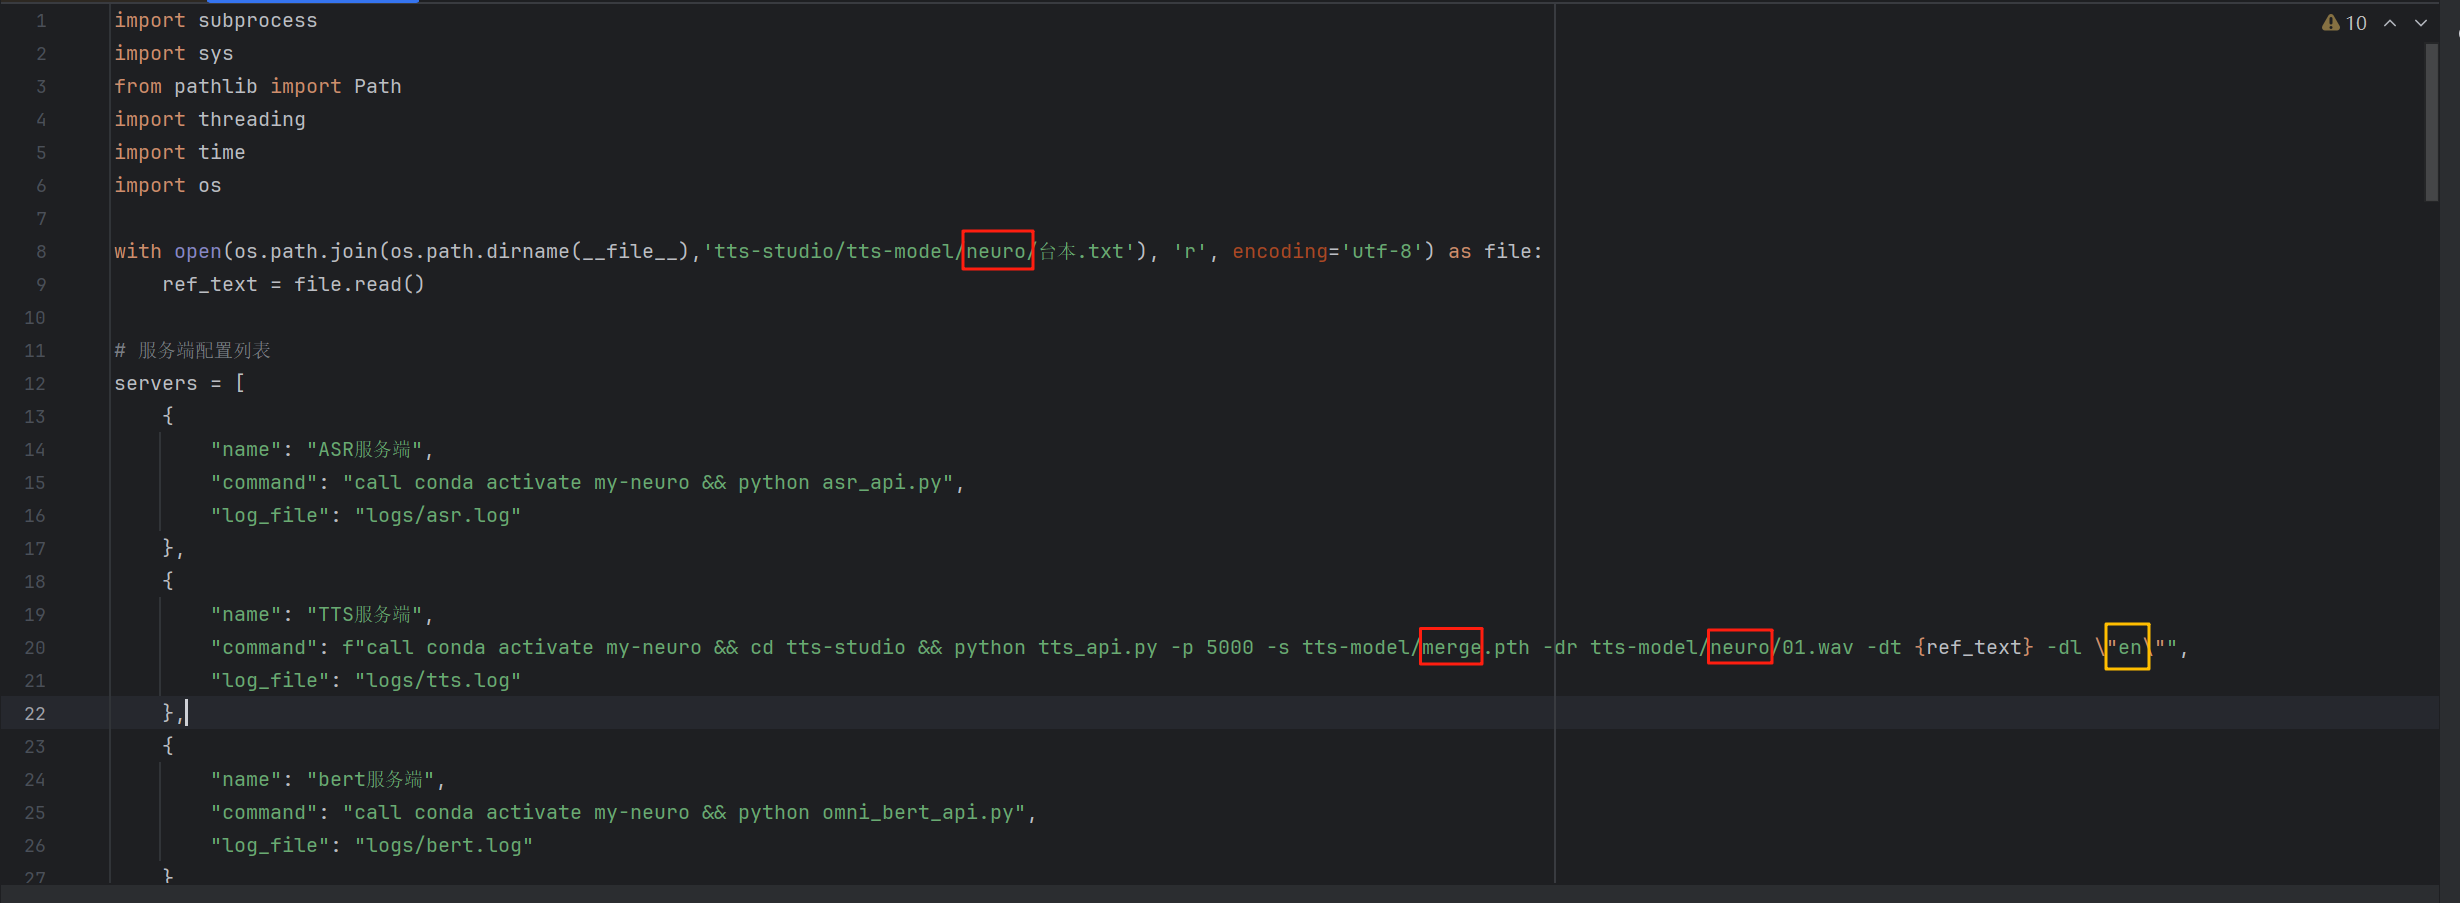 10
1 import subprocess
2 import sys
3 from pathlib import Path
4 import threading
5 import time
6 import os
7
8 with open(os.path.join(os.path.dirname(__file__),'tts-studio/tts-model/neuro/台本.txt'), 'r', encoding='utf-8') as file:
9     ref_text = file.read()
10
11 # 服务端配置列表
12 servers = [
13     {
14         "name": "ASR服务端",
15         "command": "call conda activate my-neuro && python asr_api.py",
16         "log_file": "logs/asr.log"
17     },
18     {
19         "name": "TTS服务端",
20         "command": f"call conda activate my-neuro && cd tts-studio && python tts_api.py -p 5000 -s tts-model/merge.pth -dr tts-model/neuro/01.wav -dt {ref_text} -dl \"en\"",
21         "log_file": "logs/tts.log"
22     },
23     {
24         "name": "bert服务端",
25         "command": "call conda activate my-neuro && python omni_bert_api.py",
26         "log_file": "logs/bert.log"
27     }